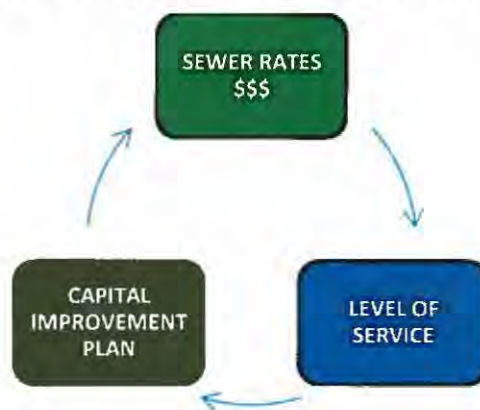 SEWER RATES
$$$
CAPITAL
IMPROVEMENT
PLAN
LEVEL OF
SERVICE